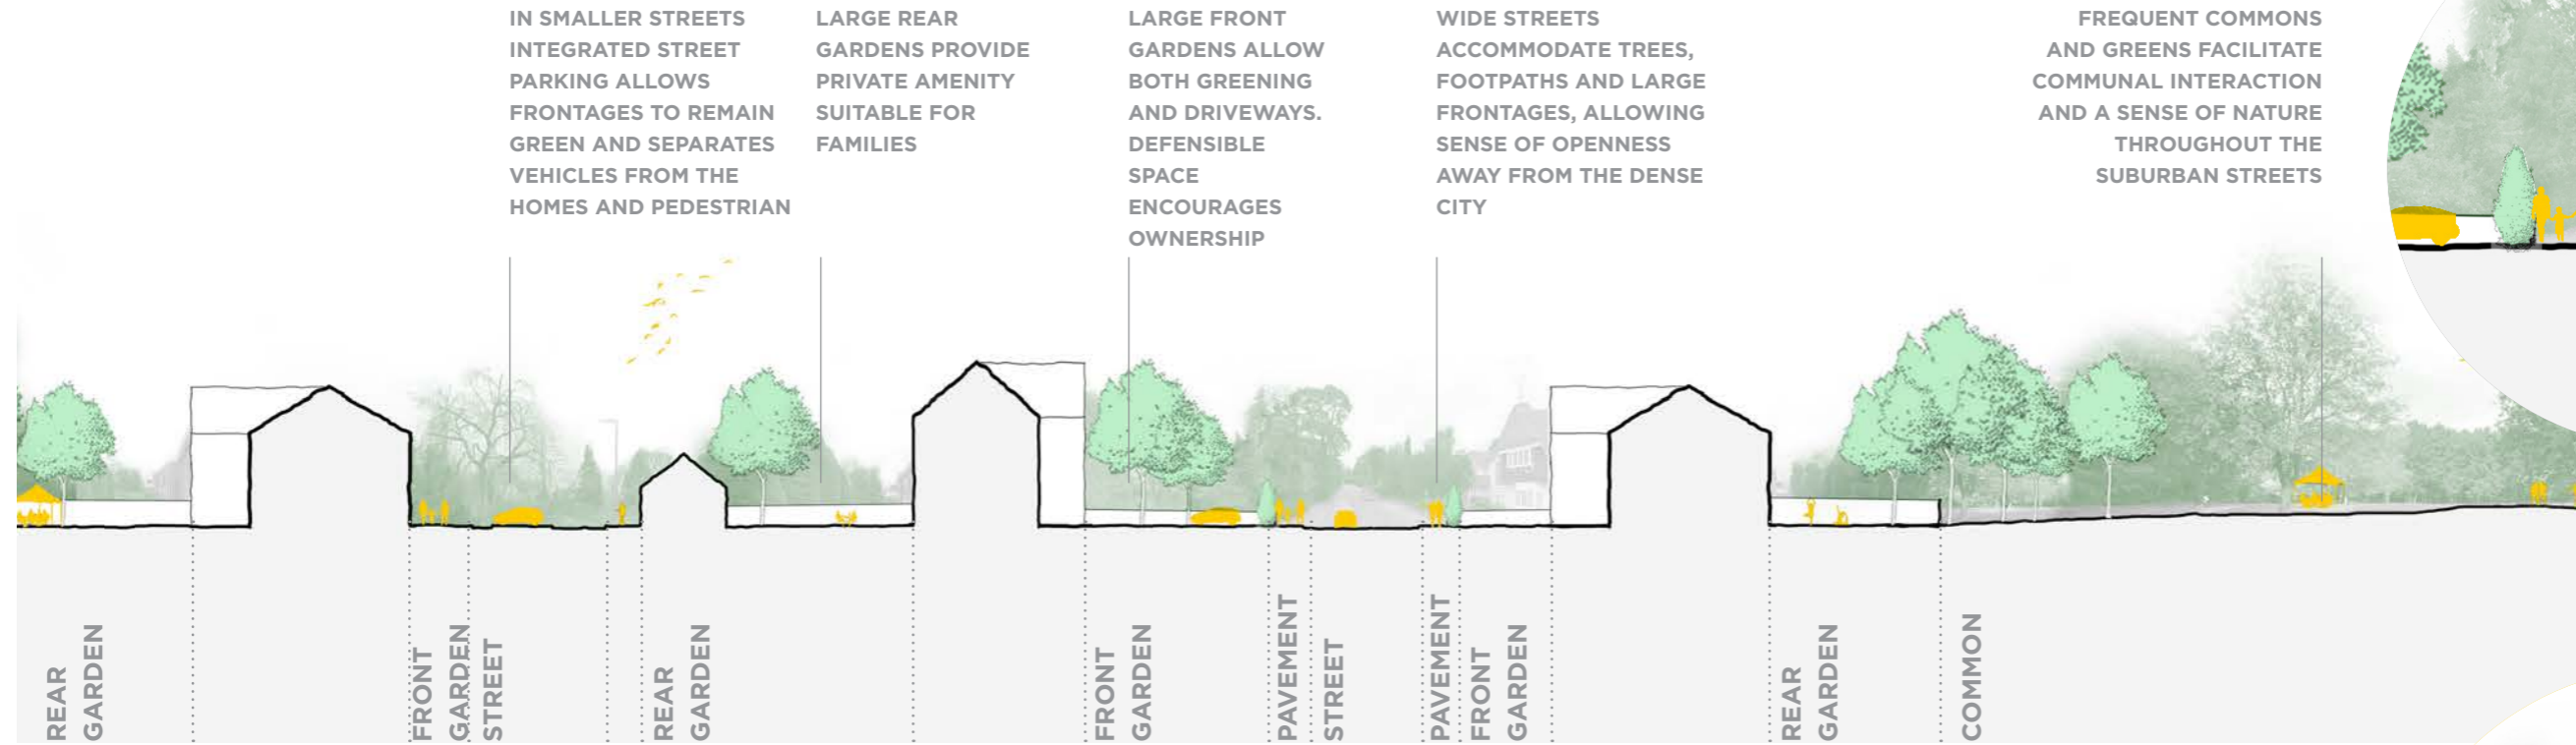 IN SMALLER STREETS
INTEGRATED STREET
PARKING ALLOWS
FRONTAGES TO REMAIN
GREEN AND SEPARATES
VEHICLES FROM THE
HOMES AND PEDESTRIAN
LARGE REAR
GARDENS PROVIDE
PRIVATE AMENITY
SUITABLE FOR
FAMILIES
LARGE FRONT
GARDENS ALLOW
BOTH GREENING
AND DRIVEWAYS.
DEFENSIBLE
SPACE
ENCOURAGES
OWNERSHIP
WIDE STREETS
ACCOMMODATE TREES,
FOOTPATHS AND LARGE
FRONTAGES, ALLOWING
SENSE OF OPENNESS
AWAY FROM THE DENSE
CITY
FREQUENT COMMONS
AND GREENS FACILITATE
COMMUNAL INTERACTION
AND A SENSE OF NATURE
THROUGHOUT THE
SUBURBAN STREETS
REAR
GARDEN
FRONT
GARDEN
STREET
REAR
GARDEN
FRONT
GARDEN
PAVEMENT
STREET
PAVEMENT
FRONT
GARDEN
REAR
GARDEN
COMMON